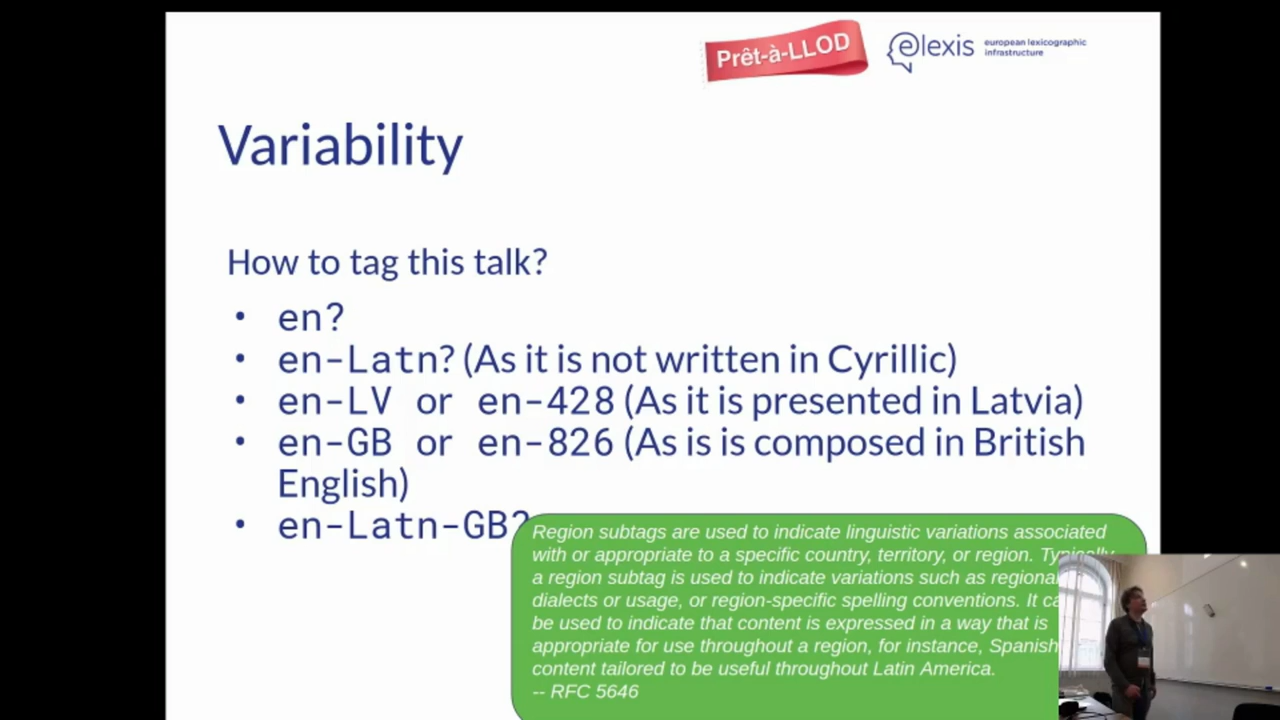 Prêt-à-LLOD
elexis
european lexicographic
infrastructure
Variability
How to tag this talk?
• en?
• en-Latn? (As it is not written in Cyrillic)
• en-LV or en-428 (As it is presented in Latvia)
• en-GB or en-826 (As is is composed in British
English)
• en-Latn-GB?
Region subtags are used to indicate linguistic variations associated
with or appropriate to a specific country, territory, or region. Typically
a region subtag is used to indicate variations such as regional
dialects or usage, or region-specific spelling conventions. It
be used to indicate that content is expressed in a way that is
appropriate for use throughout a region, for instance, Spanish
content tailored to be useful throughout Latin America.
-- RFC 5646